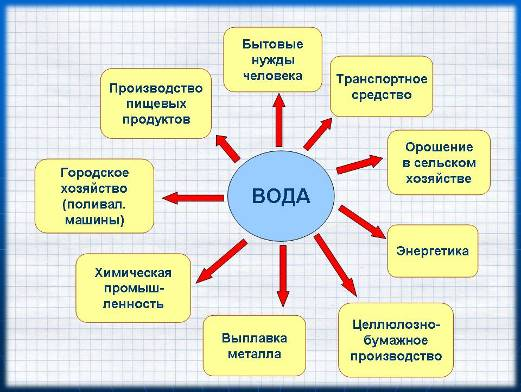 Бытовые
нужды
человека
Транспортное
средство
Производство
пищевых
продуктов
Орошение
в сельском
хозяйстве
Городское
хозяйство
(поливал.
машины)
ВОДА
Энергетика
Химическая
промыш-
ленность
Выплавка
металла
Целлюлозно-
бумажное
производство